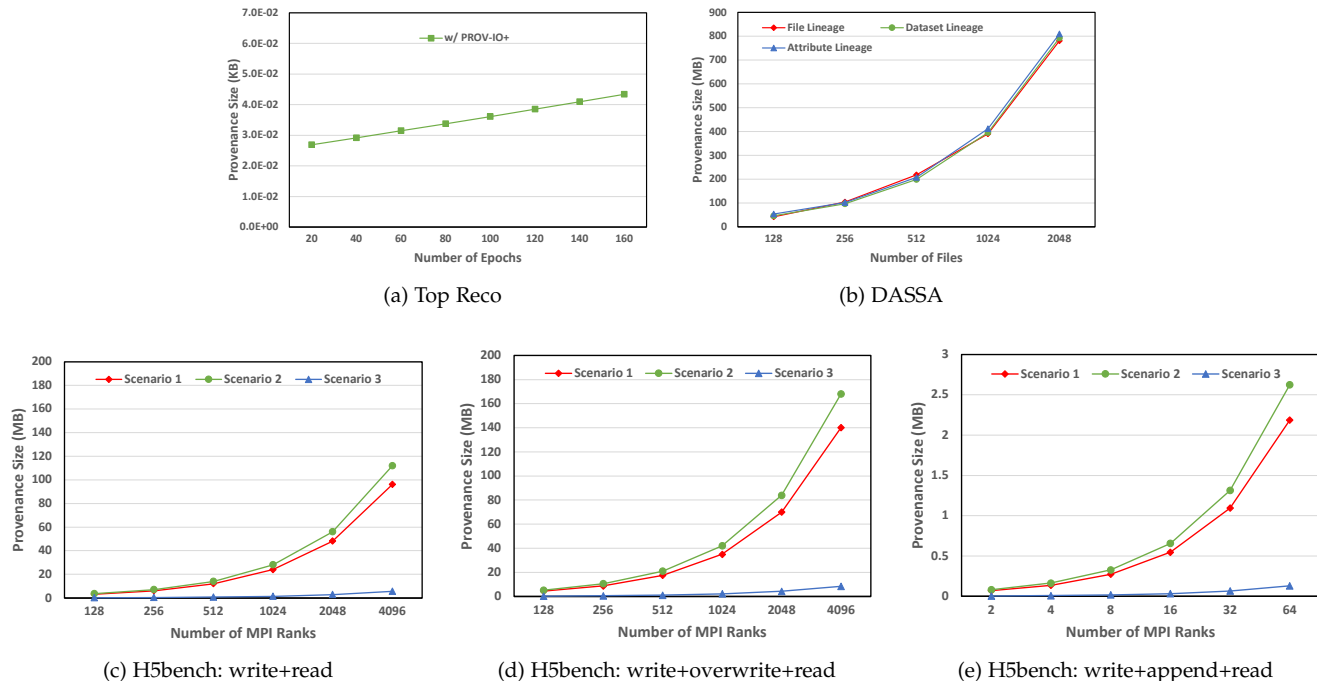 7.0E-02
6.0E-02
5.0E-02
4.0E-02
3.0E-02
2.0E-02
1.0E-02
0.0E+00
Provenance Size (KB)
w/ PROV-IO+
20 40 60 80 100 120 140 160
Number of Epochs
(a) Top Reco
900
800
700
600
500
400
300
200
100
0
Provenance Size (MB)
File Lineage Dataset Lineage
Attribute Lineage
128 256 512 1024 2048
Number of Files
(b) DASSA
200
180
160
140
120
100
80
60
40
20
0
Provenance Size (MB)
Scenario 1 Scenario 2 Scenario 3
128 256 512 1024 2048 4096
Number of MPI Ranks
(c) H5bench: write+read
200
180
160
140
120
100
80
60
40
20
0
Provenance Size (MB)
Scenario 1 Scenario 2 Scenario 3
128 256 512 1024 2048 4096
Number of MPI Ranks
(d) H5bench: write+overwrite+read
3
2.5
2
1.5
1
0.5
0
Provenance Size (MB)
Scenario 1 Scenario 2 Scenario 3
2 4 8 16 32 64
Number of MPI Ranks
(e) H5bench: write+append+read